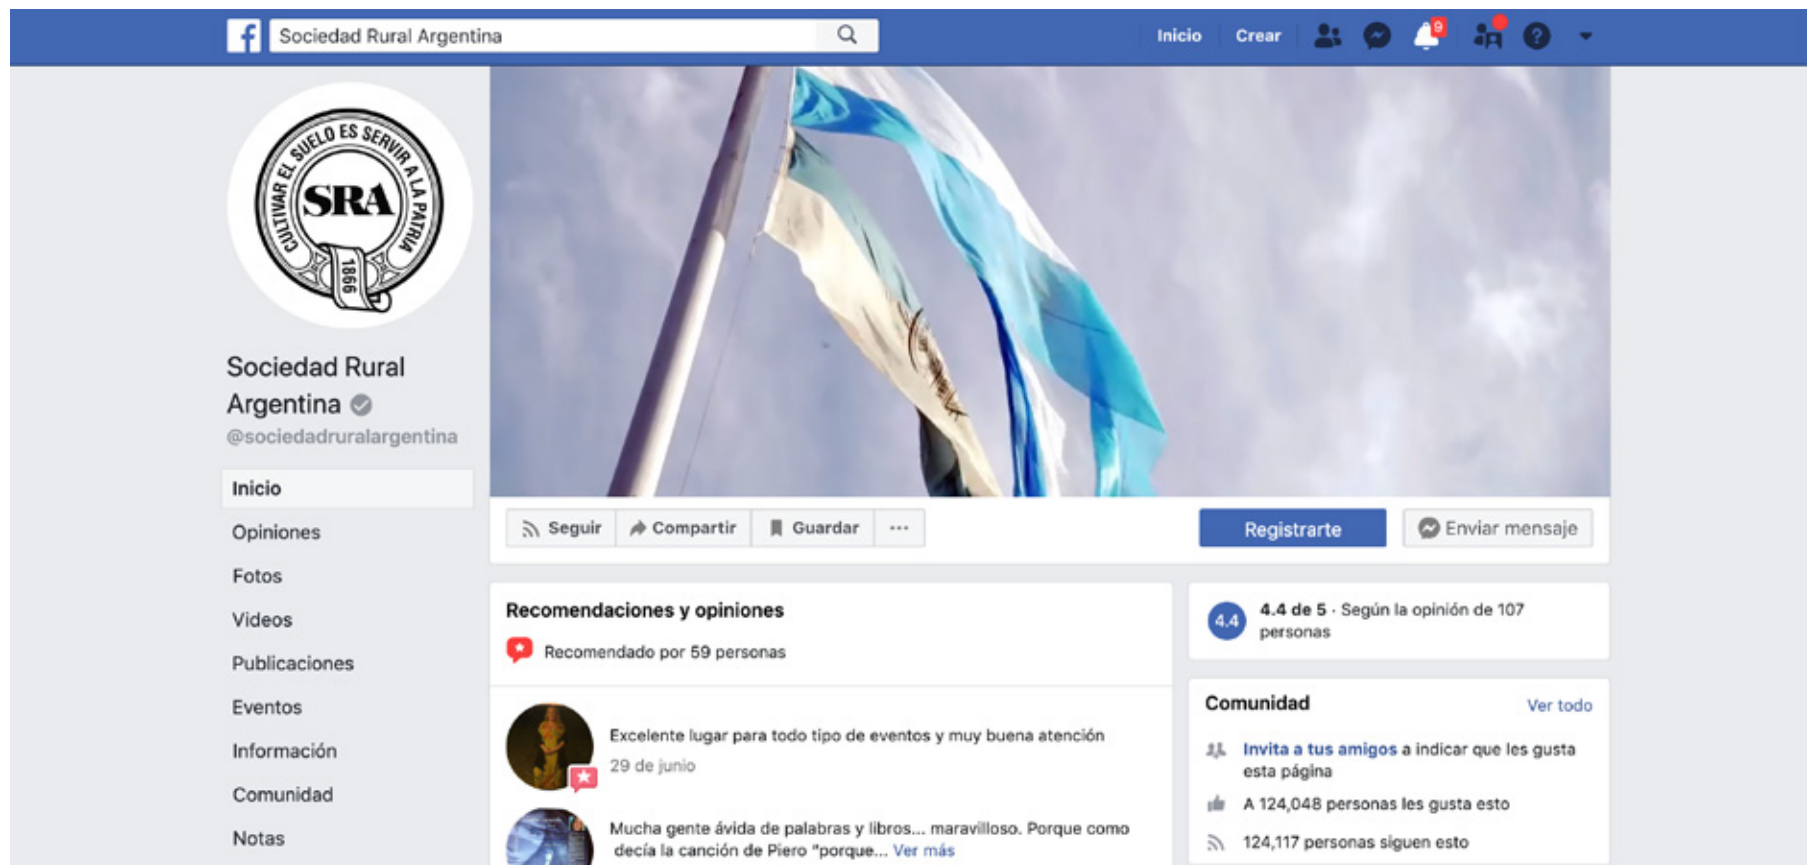 Sociedad Rural Argentina
Inicio
Crear
9
?
CULTIVAR EL SUELO ES SERVIR A LA PATRIA
SRA
1866
Sociedad Rural
Argentina
@sociedadruralargentina
Inicio
Opiniones
Fotos
Videos
Publicaciones
Eventos
Información
Comunidad
Notas
Seguir
Compartir
Guardar
...
Registrarte
Enviar mensaje
Recomendaciones y opiniones
Recomendado por 59 personas
Excelente lugar para todo tipo de eventos y muy buena atención
29 de junio
Mucha gente ávida de palabras y libros... maravilloso. Porque como
decía la canción de Piero "porque... Ver más
4.4
4.4 de 5 · Según la opinión de 107
personas
Comunidad
Ver todo
Invita a tus amigos a indicar que les gusta
esta página
A 124,048 personas les gusta esto
124,117 personas siguen esto